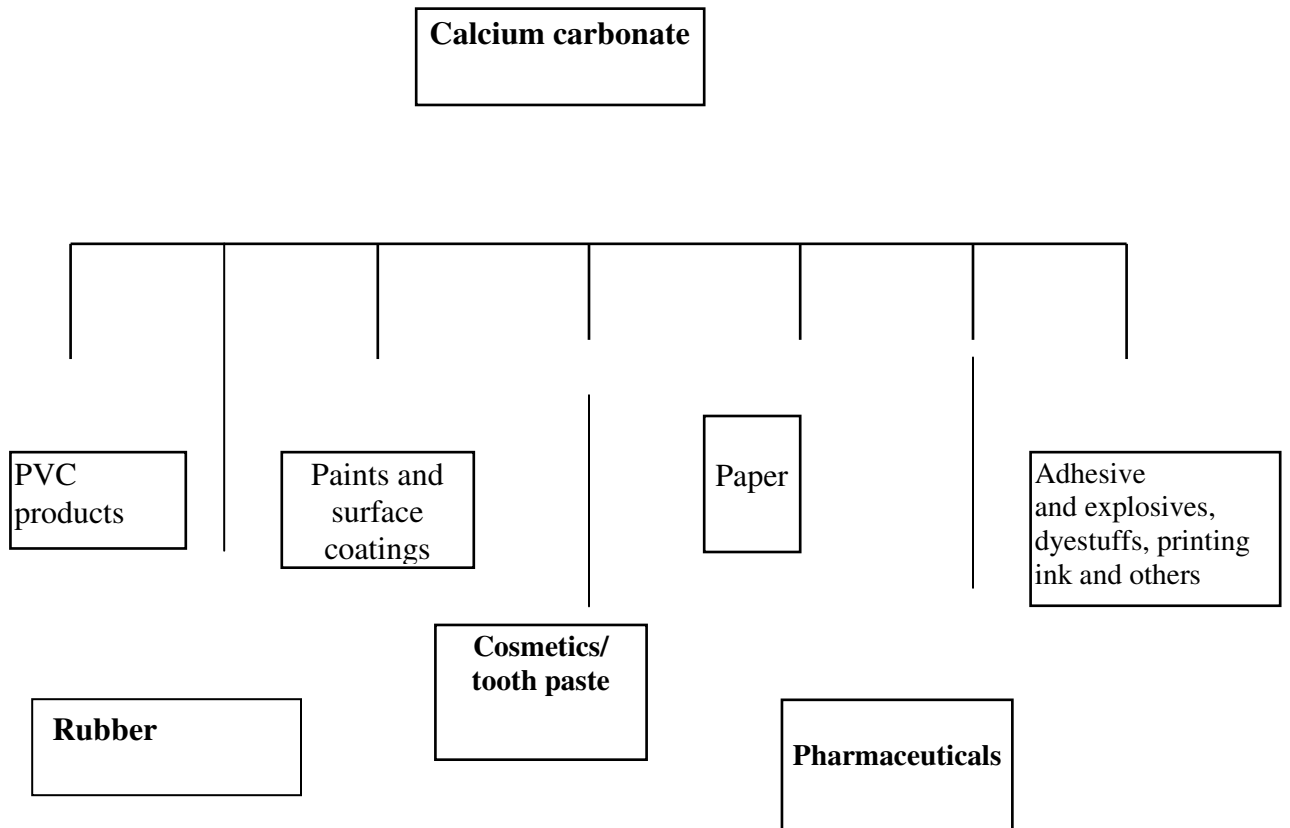 Calcium carbonate
PVC
products
Paints and
surface
coatings
Paper
Adhesive
and explosives,
dyestuffs, printing
ink and others
Cosmetics/
tooth paste
Rubber
Pharmaceuticals